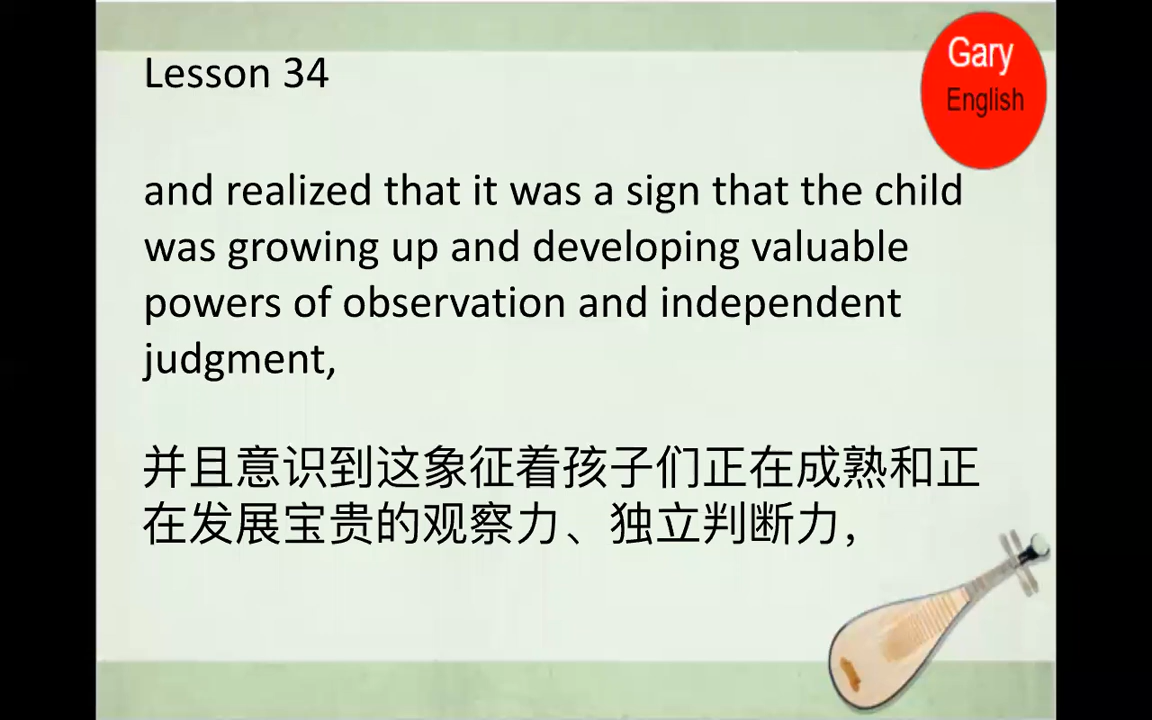 Lesson 34
Gary
English
and realized that it was a sign that the child
was growing up and developing valuable
powers of observation and independent
judgment,
并且意识到这象征着孩子们正在成熟和正
在发展宝贵的观察力、独立判断力，